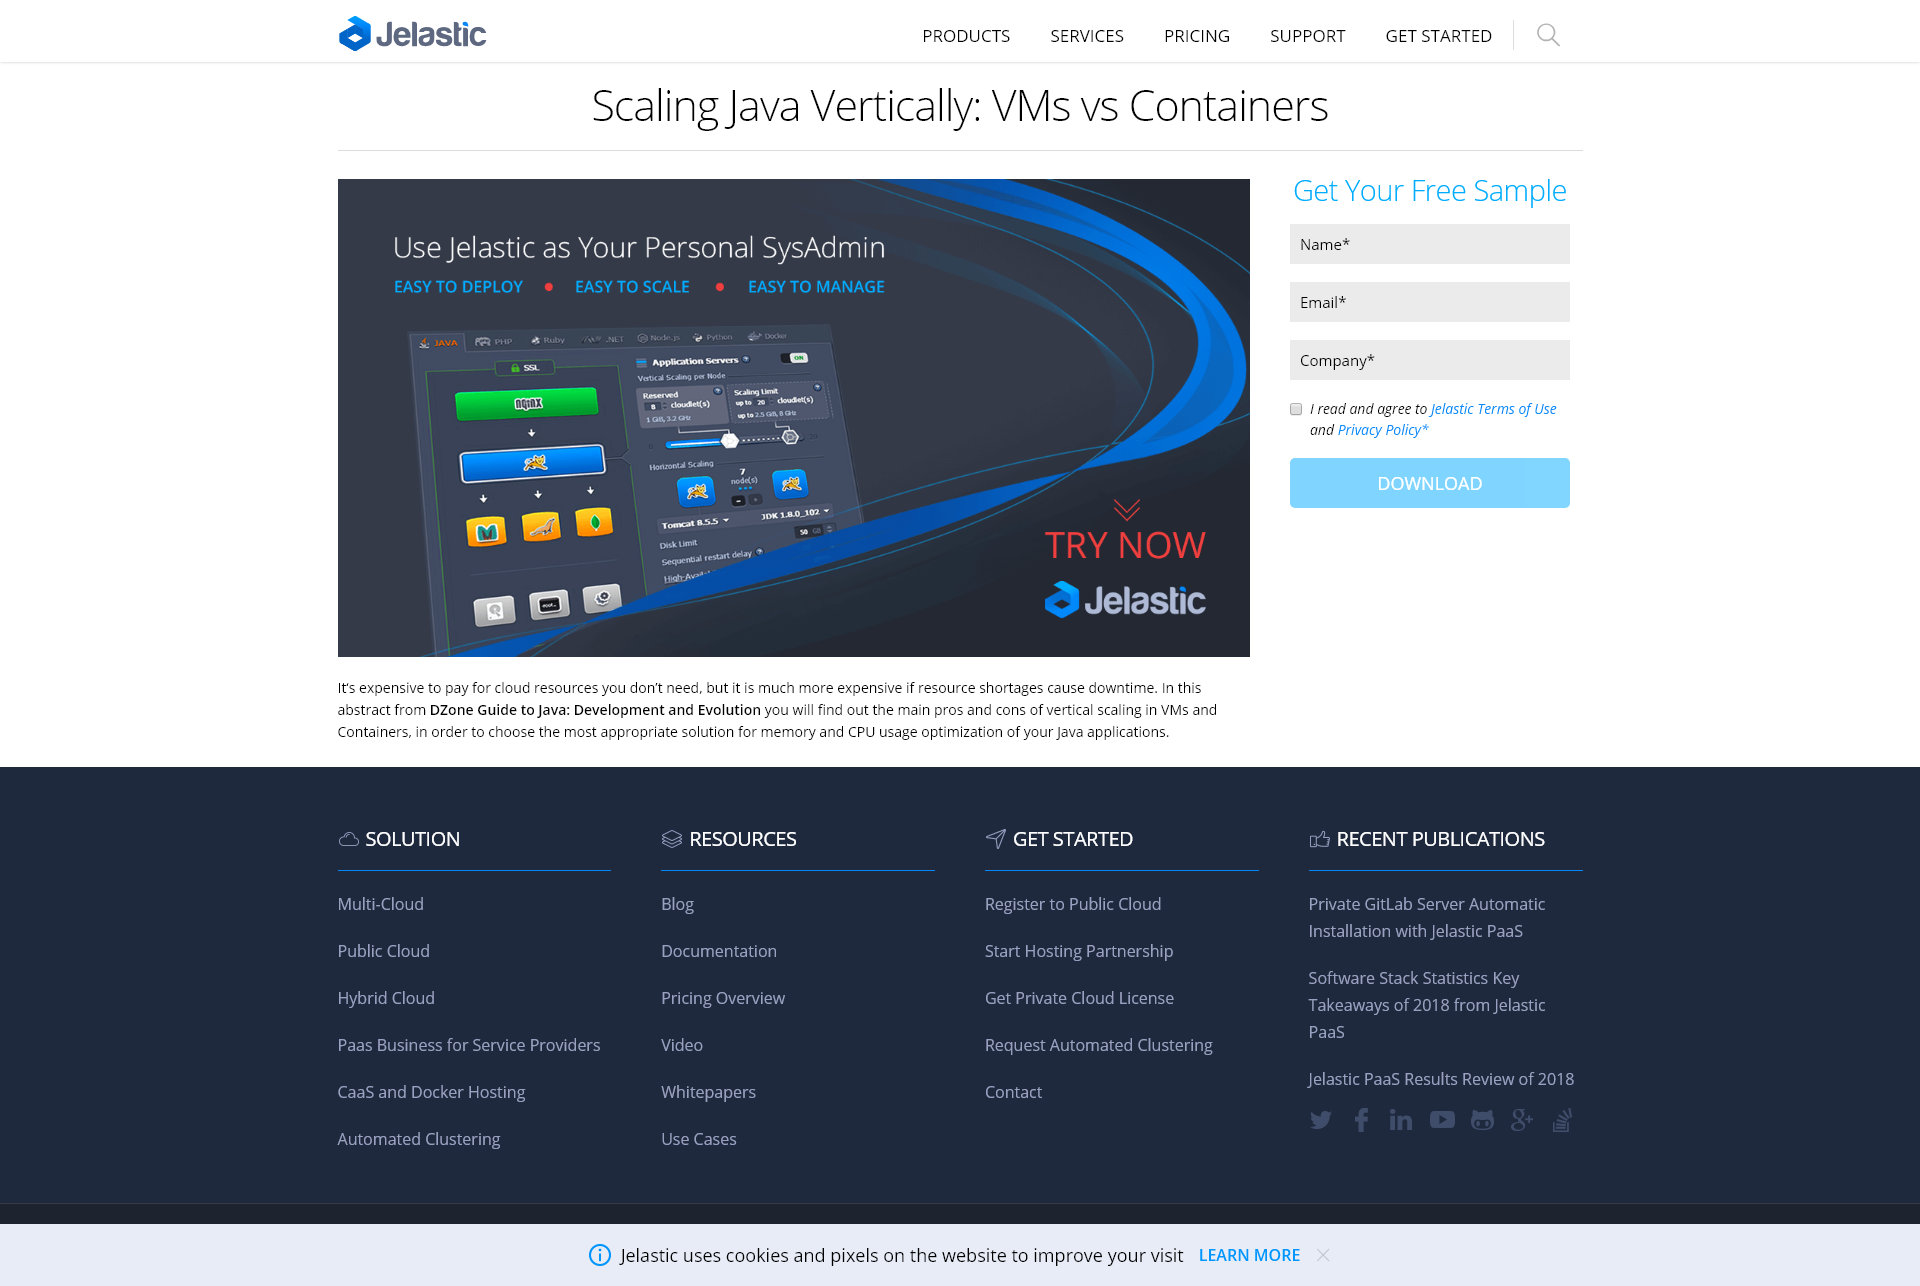 Jelastic
PRODUCTS
SERVICES
PRICING
SUPPORT
GET STARTED
Scaling Java Vertically: VMs vs Containers
Use Jelastic as Your Personal SysAdmin
EASY TO DEPLOY • EASY TO SCALE • EASY TO MANAGE
JAVA
PHP
Ruby
.NET
Node.js
Python
Docker
SSL
NGINX
Application Servers
ON
Vertical Scaling per Node
Reserved
8 cloudlet(s)
1 GiB, 3.2 GHz
Scaling Limit
up to 20 cloudlet(s)
up to 2.5 GiB, 8 GHz
Horizontal Scaling
7
node(s)
Tomcat 8.5.5
JDK 1.8.0_102
Disk Limit
50 GB
Sequential restart delay
TRY NOW
Jelastic
Get Your Free Sample
Name*
Email*
Company*
I read and agree to Jelastic Terms of Use
and Privacy Policy*
DOWNLOAD
It's expensive to pay for cloud resources you don't need, but it is much more expensive if resource shortages cause downtime. In this
abstract from DZone Guide to Java: Development and Evolution you will find out the main pros and cons of vertical scaling in VMs and
Containers, in order to choose the most appropriate solution for memory and CPU usage optimization of your Java applications.
SOLUTION
Multi-Cloud
Public Cloud
Hybrid Cloud
Paas Business for Service Providers
CaaS and Docker Hosting
Automated Clustering
RESOURCES
Blog
Documentation
Pricing Overview
Video
Whitepapers
Use Cases
GET STARTED
Register to Public Cloud
Start Hosting Partnership
Get Private Cloud License
Request Automated Clustering
Contact
RECENT PUBLICATIONS
Private GitLab Server Automatic
Installation with Jelastic PaaS
Software Stack Statistics Key
Takeaways of 2018 from Jelastic
PaaS
Jelastic PaaS Results Review of 2018
Jelastic uses cookies and pixels on the website to improve your visit LEARN MORE